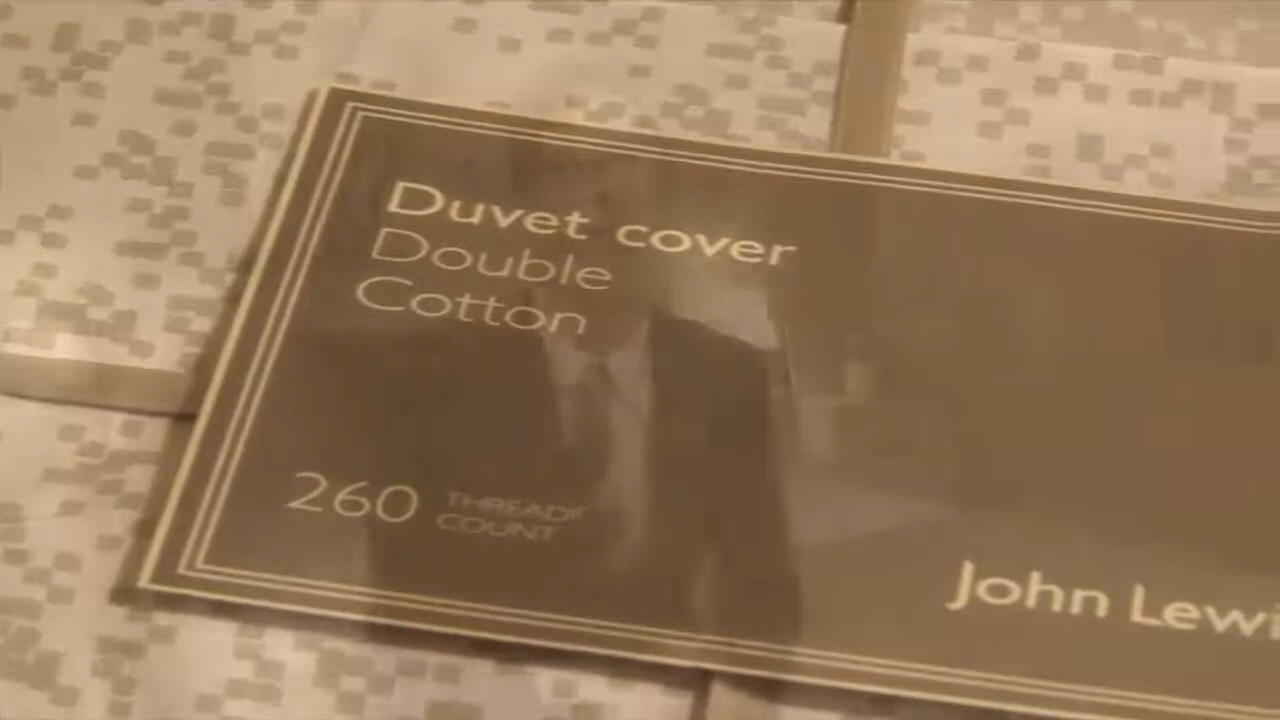 Duvet cover
Double
Cotton
260 THREAD
COUNT
John Lewi